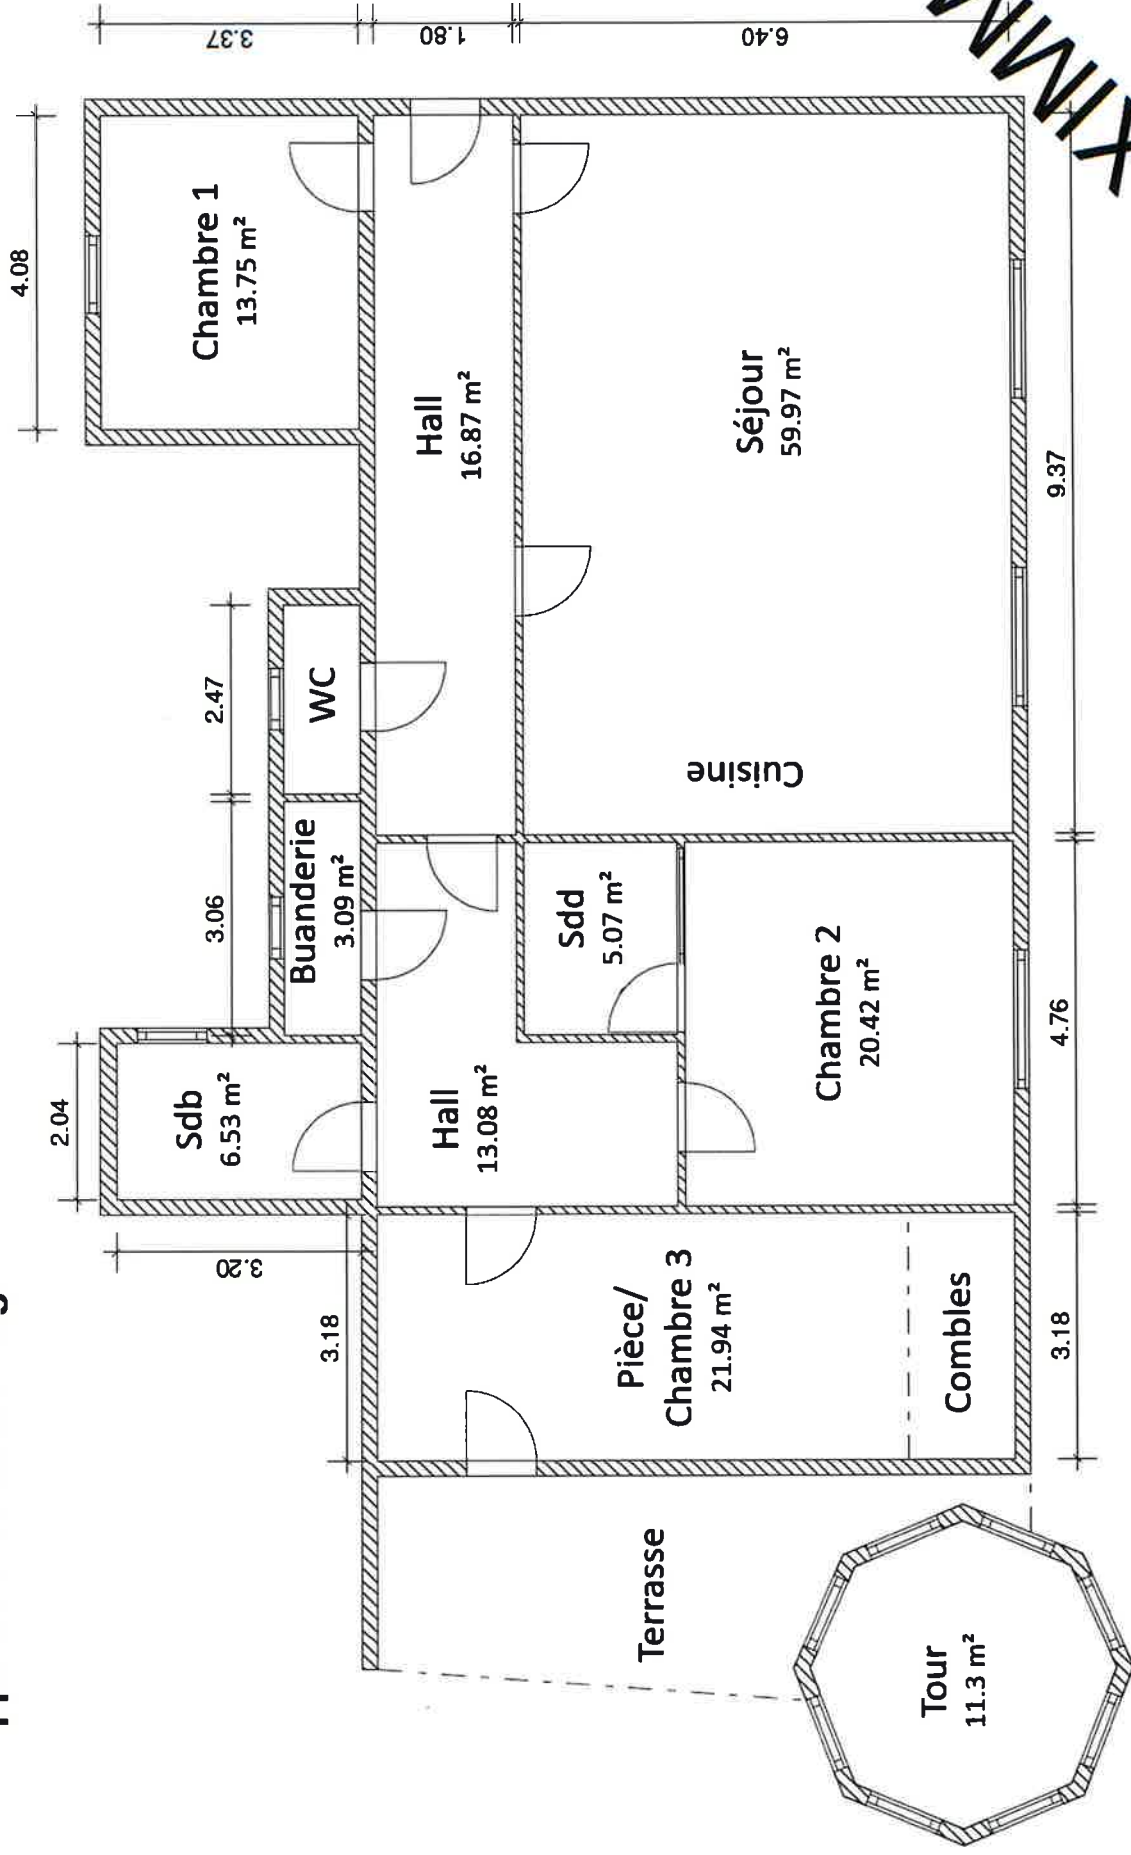 4.08
3.37
1.80
6.40
Chambre 1
13.75 m²
Hall
16.87 m²
Séjour
59.97 m²
9.37
2.47
WC
Cuisine
3.06
Buanderie
3.09 m²
Sdd
5.07 m²
Chambre 2
20.42 m²
4.76
2.04
Sdb
6.53 m²
Hall
13.08 m²
3.20
3.18
Pièce/
Chambre 3
21.94 m²
Combles
3.18
Terrasse
Tour
11.3 m²